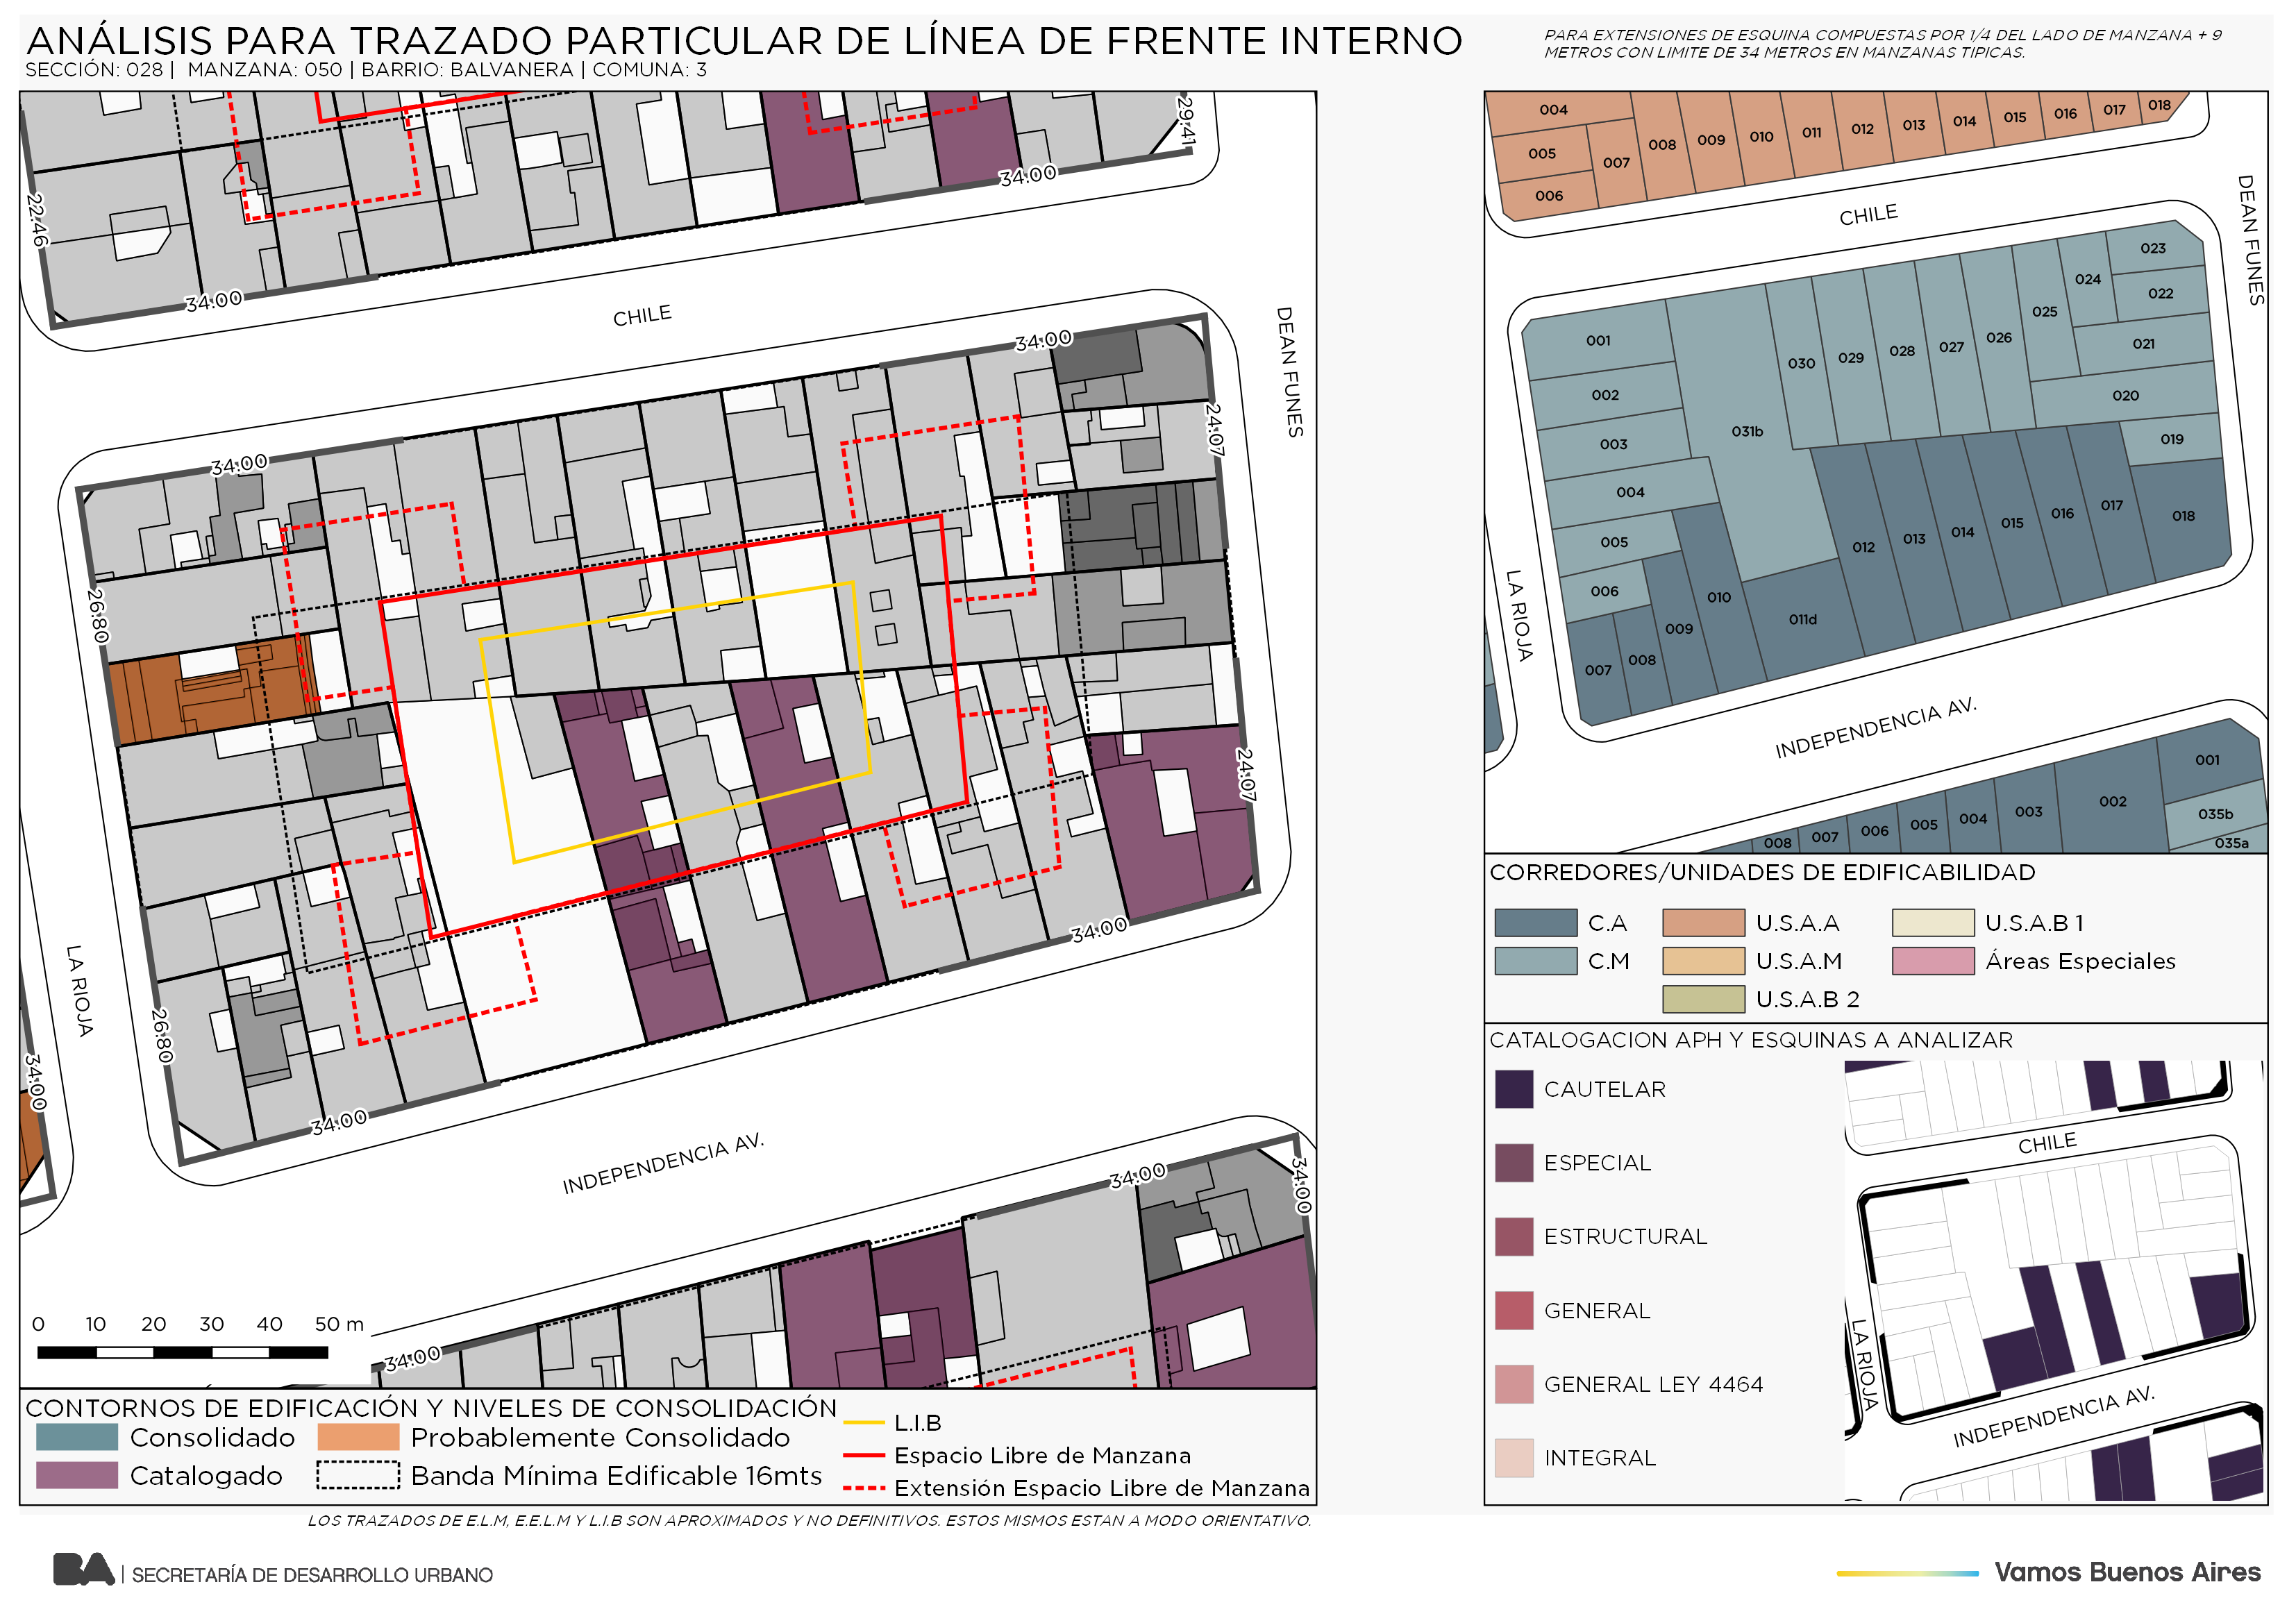 ANÁLISIS PARA TRAZADO PARTICULAR DE LÍNEA DE FRENTE INTERNO
SECCIÓN: 028 | MANZANA: 050 | BARRIO: BALVANERA | COMUNA: 3
PARA EXTENSIONES DE ESQUINA COMPUESTAS POR 1/4 DEL LADO DE MANZANA + 9
METROS CON LIMITE DE 34 METROS EN MANZANAS TIPICAS.
29.41
34.00
22.46
34.00
CHILE
DEAN FUNES
34.00
24.07
34.00
26.80
24.07
34.00
LA RIOJA
26.80
34.00
34.00
INDEPENDENCIA AV.
34.00
34.00
34.00
0 10 20 30 40 50 m
CONTORNOS DE EDIFICACIÓN Y NIVELES DE CONSOLIDACIÓN
Consolidado
Probablemente Consolidado
Catalogado
Banda Mínima Edificable 16mts
L.I.B
Espacio Libre de Manzana
Extensión Espacio Libre de Manzana
LOS TRAZADOS DE E.L.M, E.E.L.M Y L.I.B SON APROXIMADOS Y NO DEFINITIVOS. ESTOS MISMOS ESTAN A MODO ORIENTATIVO.
004
005
006
007
008
009
010
011
012
013
014
015
016
017
018
CHILE
DEAN FUNES
023
024
022
025
021
026
020
027
028
029
030
019
001
002
003
031b
004
005
006
018
017
016
015
014
013
012
010
011d
009
008
007
LA RIOJA
INDEPENDENCIA AV.
001
002
035b
035a
003
004
005
006
007
008
CORREDORES/UNIDADES DE EDIFICABILIDAD
C.A
U.S.A.A
U.S.A.B 1
C.M
U.S.A.M
Áreas Especiales
U.S.A.B 2
CATALOGACION APH Y ESQUINAS A ANALIZAR
CAUTELAR
ESPECIAL
ESTRUCTURAL
GENERAL
GENERAL LEY 4464
INTEGRAL
CHILE
LA RIOJA
INDEPENDENCIA AV.
BA | SECRETARÍA DE DESARROLLO URBANO
Vamos Buenos Aires